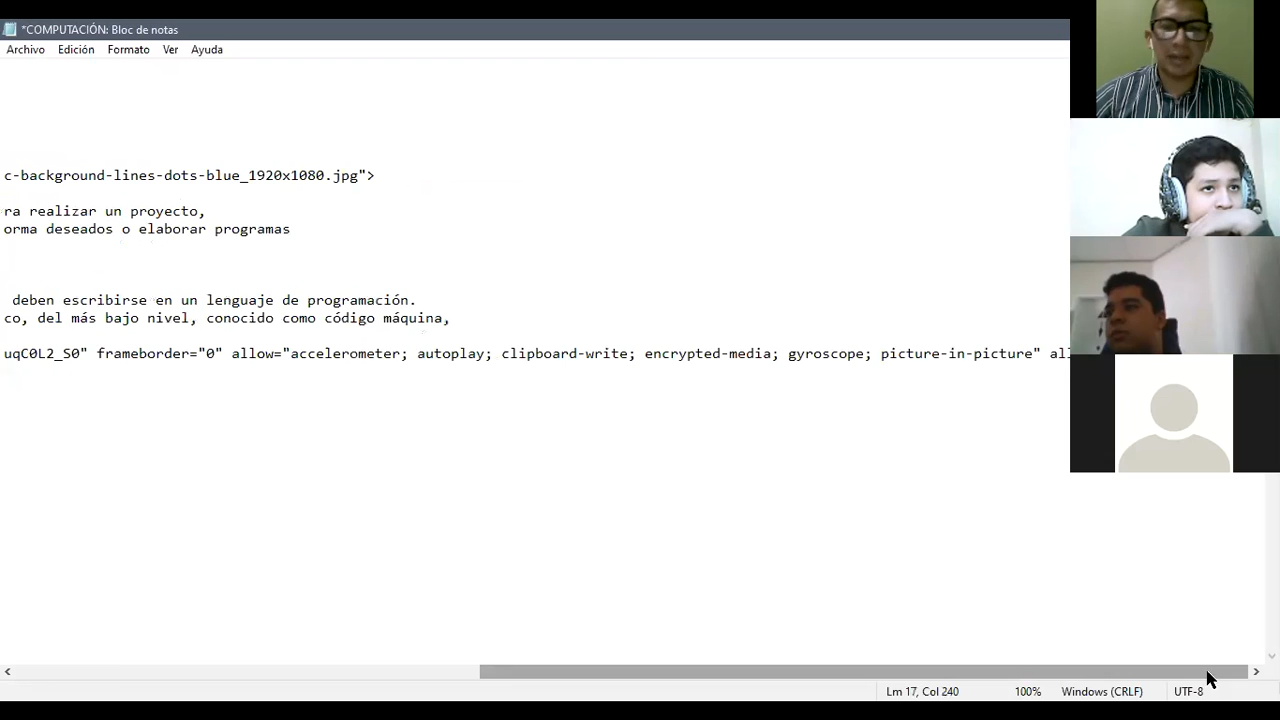 *COMPUTACIÓN: Bloc de notas
Archivo Edición Formato Ver Ayuda
c-background-lines-dots-blue_1920x1080.jpg">
ra realizar un proyecto,
orma deseados o elaborar programas
deben escribirse en un lenguaje de programación.
co, del más bajo nivel, conocido como código máquina,
uqC0L2_S0" frameborder="0" allow="accelerometer; autoplay; clipboard-write; encrypted-media; gyroscope; picture-in-picture" all
Lm 17, Col 240 100% Windows (CRLF) UTF-8